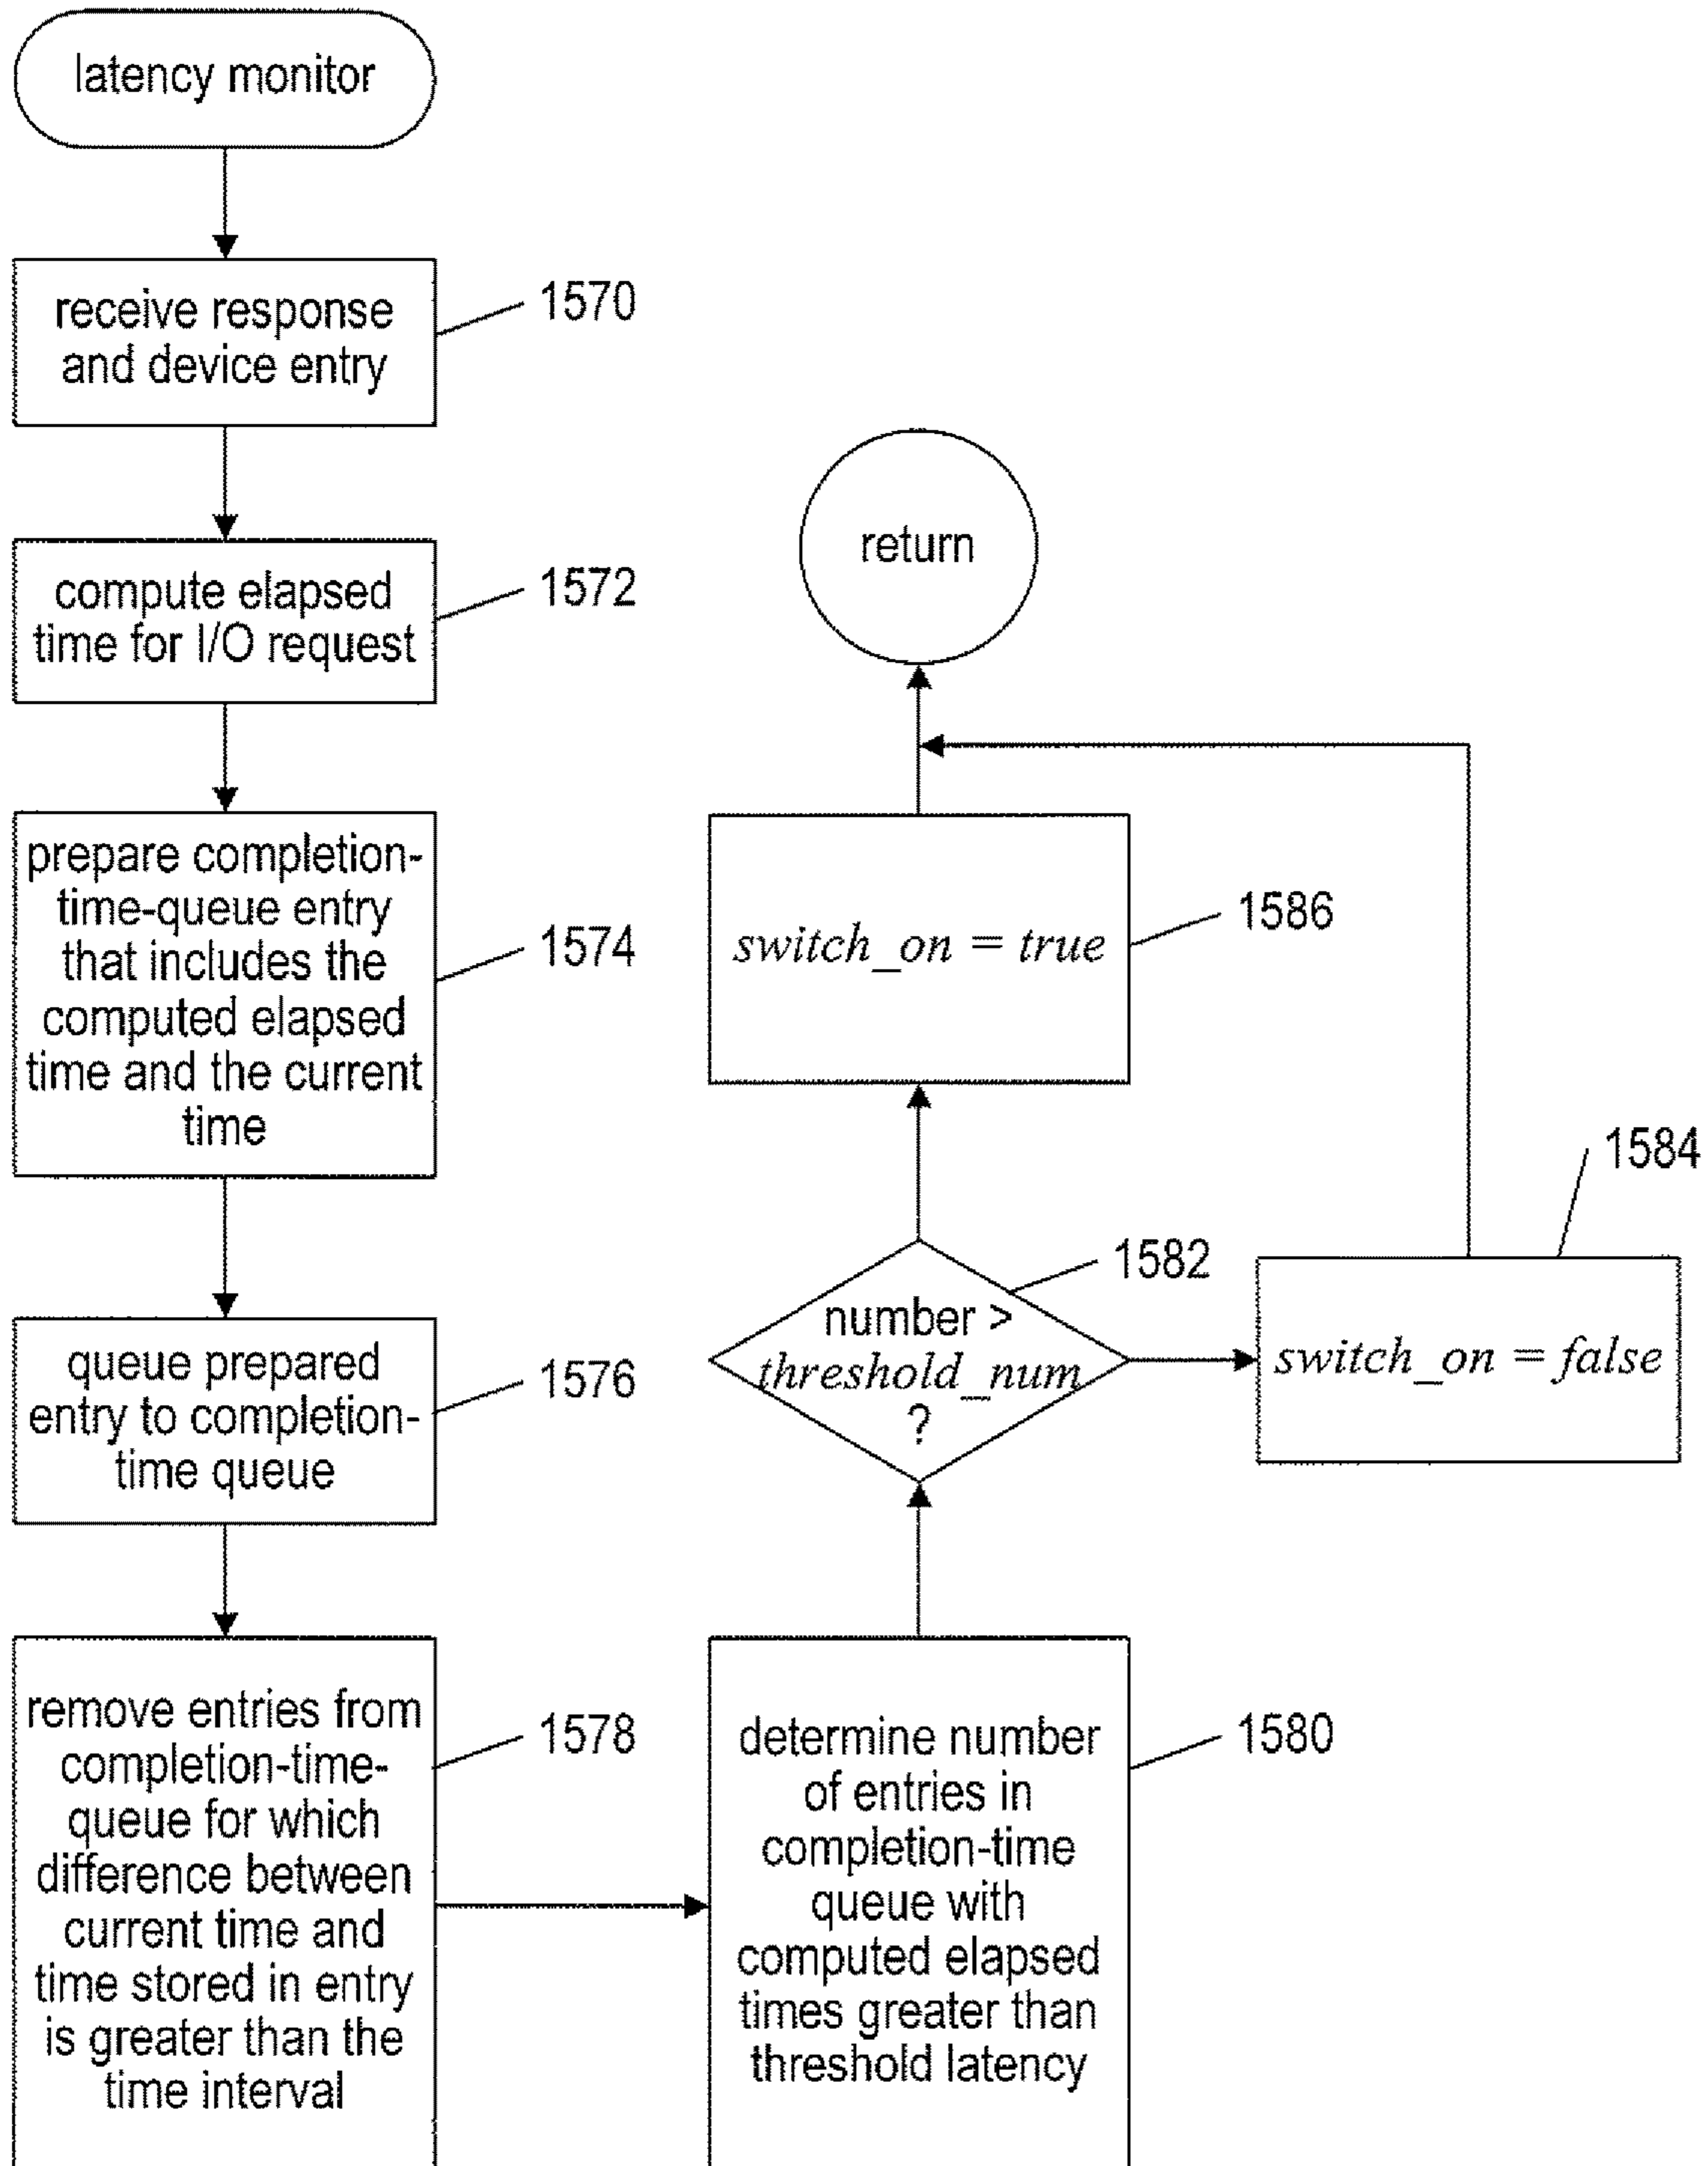 latency monitor
receive response
and device entry
1570
compute elapsed
time for I/O request
1572
prepare completion-
time-queue entry
that includes the
computed elapsed
time and the current
time
1574
queue prepared
entry to completion-
time queue
1576
remove entries from
completion-time-
queue for which
difference between
current time and
time stored in entry
is greater than the
time interval
1578
determine number
of entries in
completion-time
queue with
computed elapsed
times greater than
threshold latency
1580
number >
threshold_num
?
1582
switch_on = false
1584
switch_on = true
1586
return